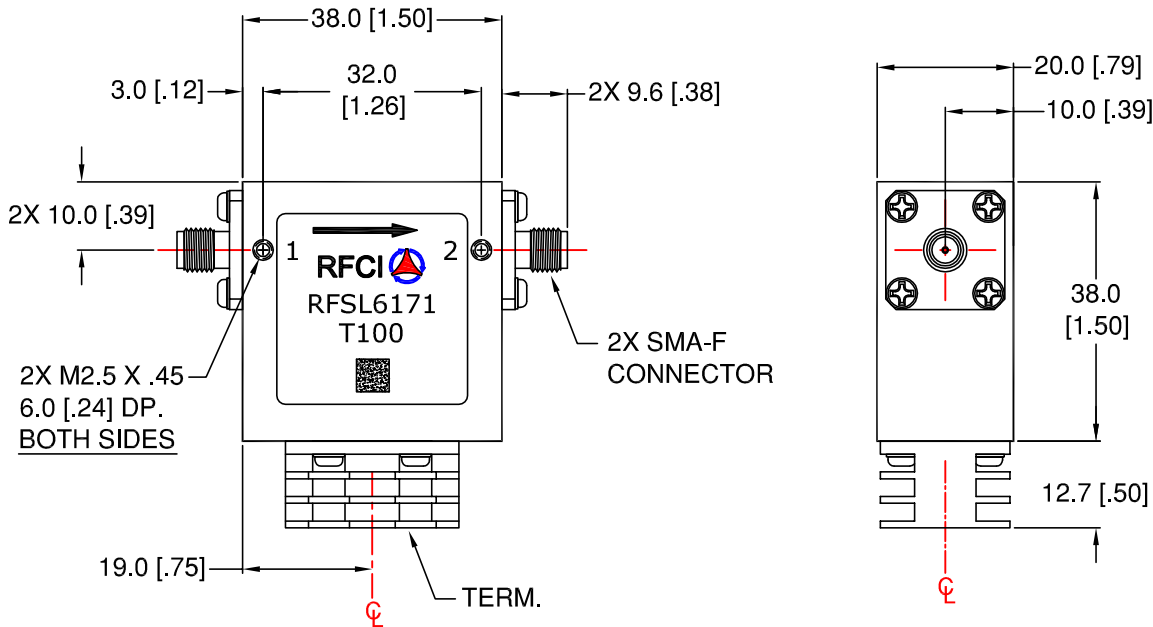 38.0 [1.50]
3.0 [.12]
32.0
[1.26]
2X 9.6 [.38]
2X 10.0 [.39]
1
2
RFCI
RFSL6171
T100
2X SMA-F
CONNECTOR
2X M2.5 X .45
6.0 [.24] DP.
BOTH SIDES
19.0 [.75]
TERM.
℄
20.0 [.79]
10.0 [.39]
38.0
[1.50]
12.7 [.50]
℄